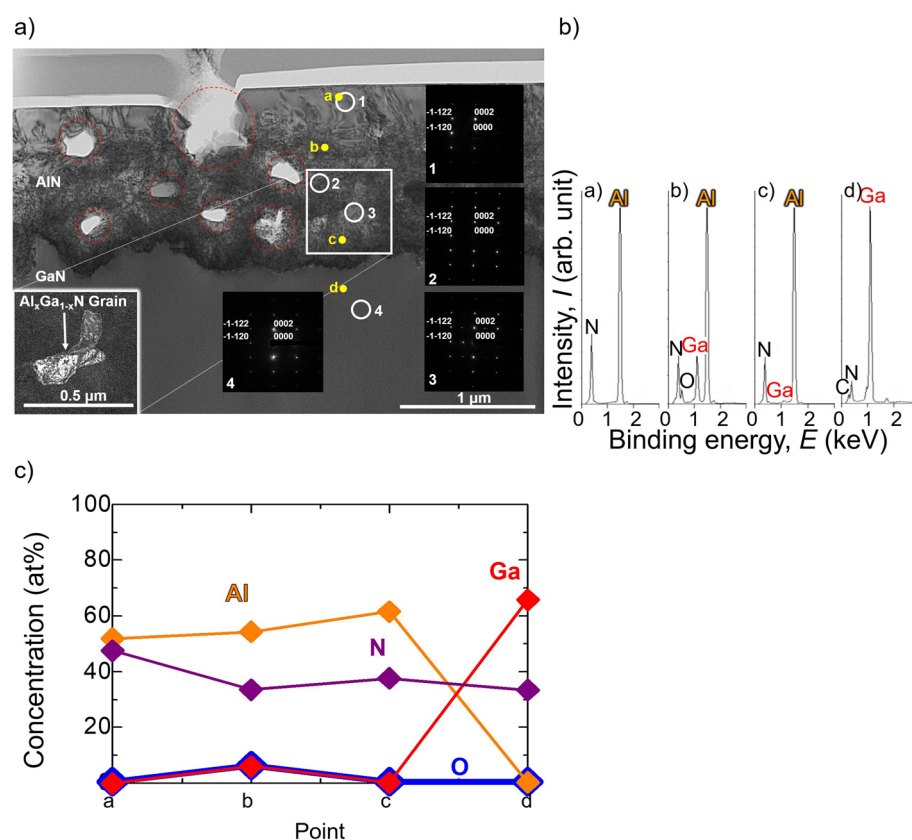 a)
b)
a
1
-1-122 0002
-1-120 0000
1
b
AlN
2
3
c
-1-122 0002
-1-120 0000
2
GaN
d
4
AlxGa1-xN Grain
0.5 µm
-1-122 0002
-1-120 0000
4
-1-122 0002
-1-120 0000
3
1 µm
Intensity, I (arb. unit)
a) Al
N
b) Al
N Ga
O
c) Al
N
Ga
d) Ga
C N
0 1 2 0 1 2 0 1 2 0 1 2
Binding energy, E (keV)
c)
Concentration (at%)
100
80
60
40
20
Al
N
Ga
O
a b c d
Point